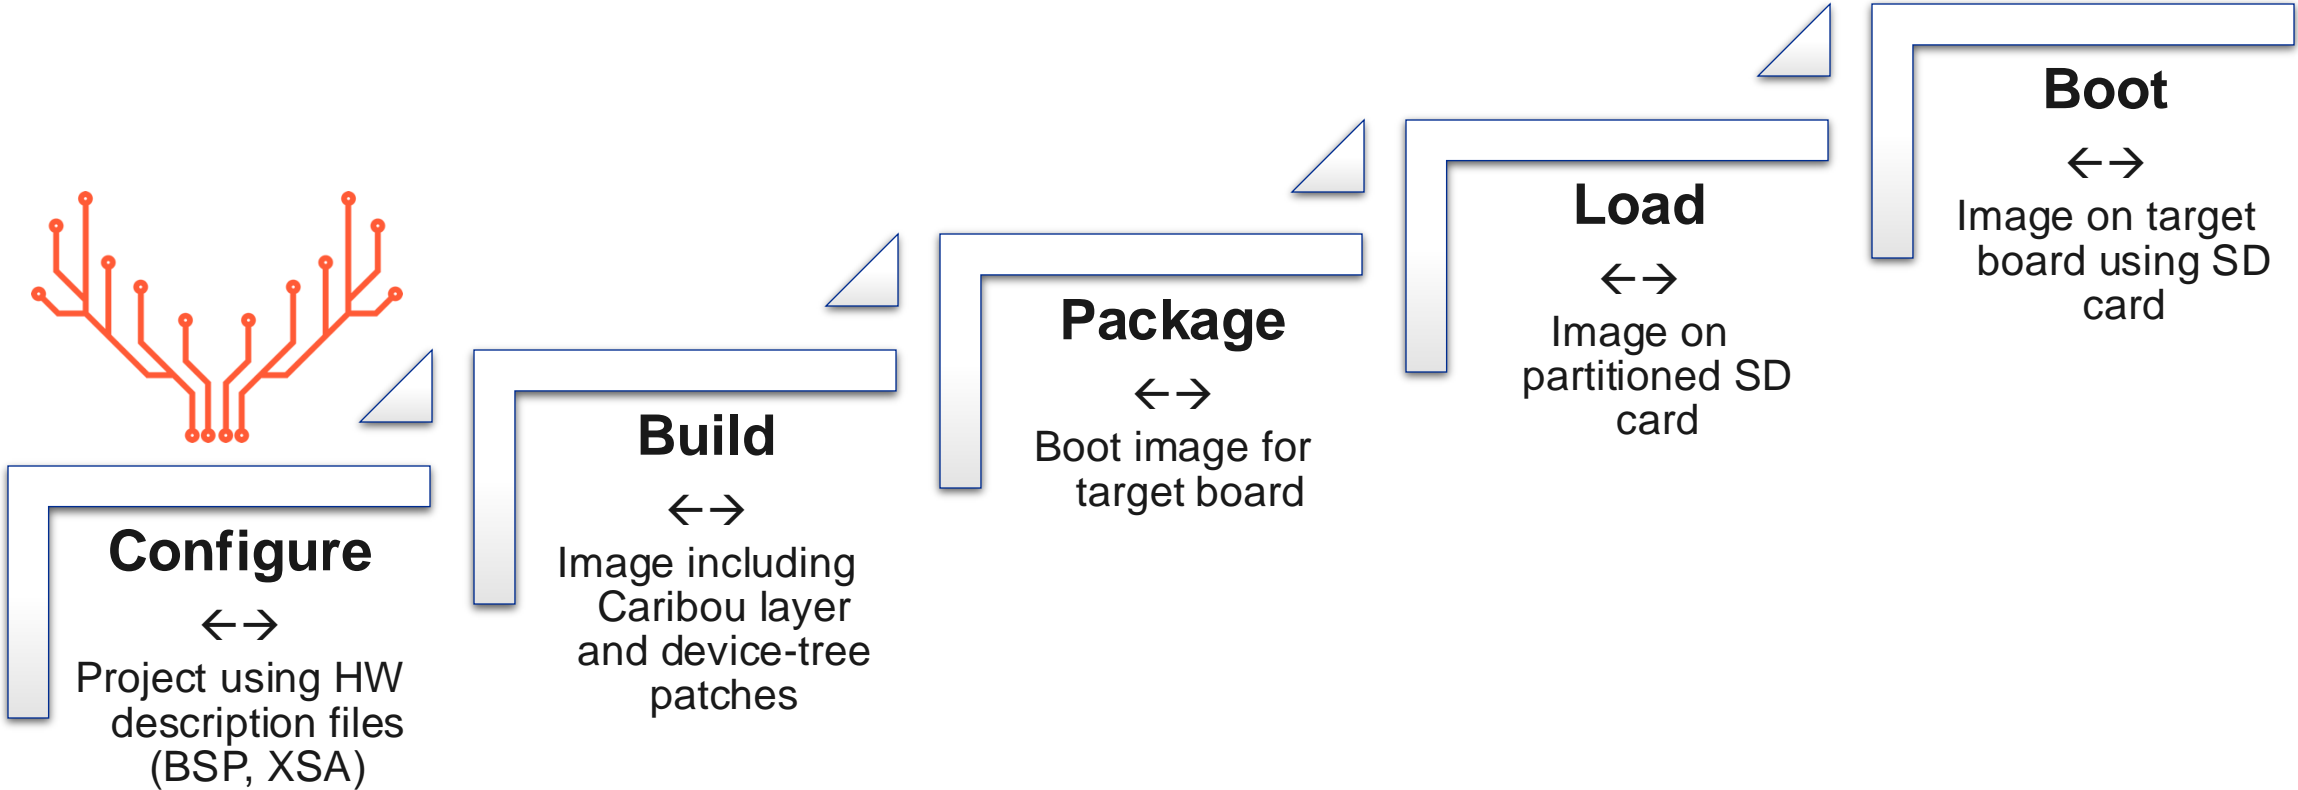 Configure
←→
Project using HW
description files
(BSP, XSA)
Build
←→
Image including
Caribou layer
and device-tree
patches
Package
←→
Boot image for
target board
Load
←→
Image on
partitioned SD
card
Boot
←→
Image on target
board using SD
card